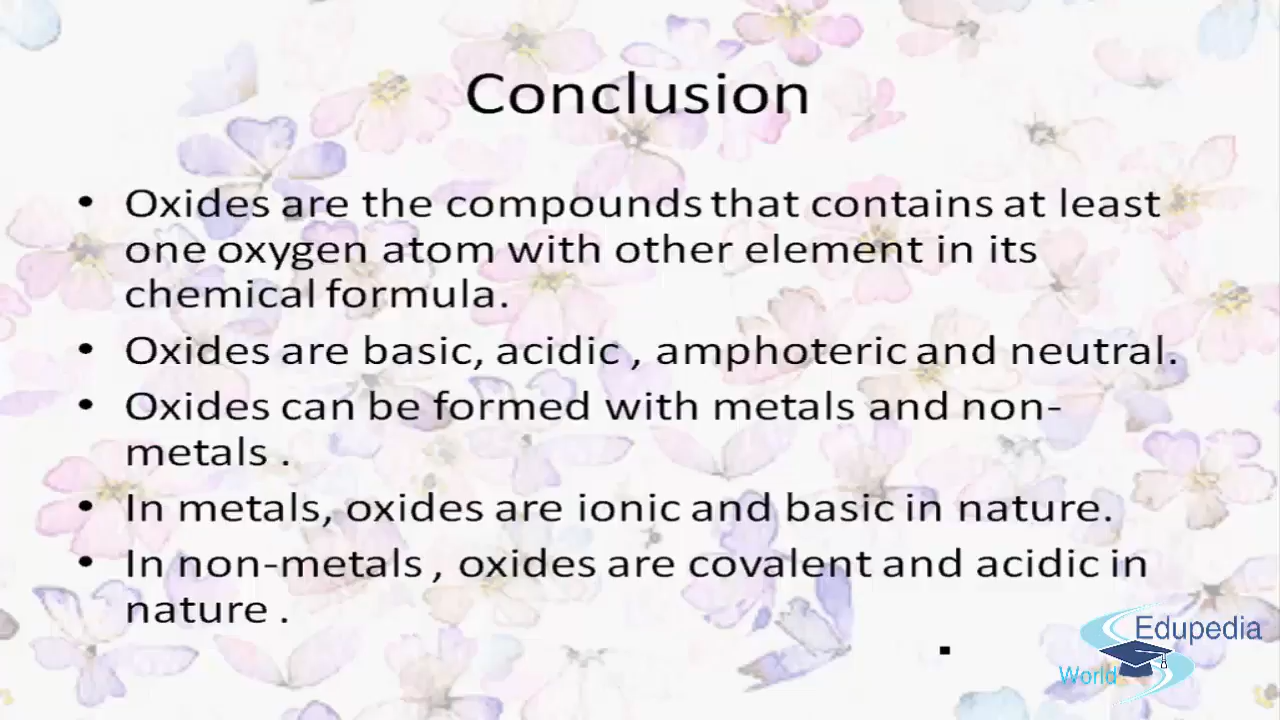 Conclusion
• Oxides are the compounds that contains at least
one oxygen atom with other element in its
chemical formula.
• Oxides are basic, acidic , amphoteric and neutral.
• Oxides can be formed with metals and non-
metals .
• In metals, oxides are ionic and basic in nature.
• In non-metals , oxides are covalent and acidic in
nature .
Edupedia
World